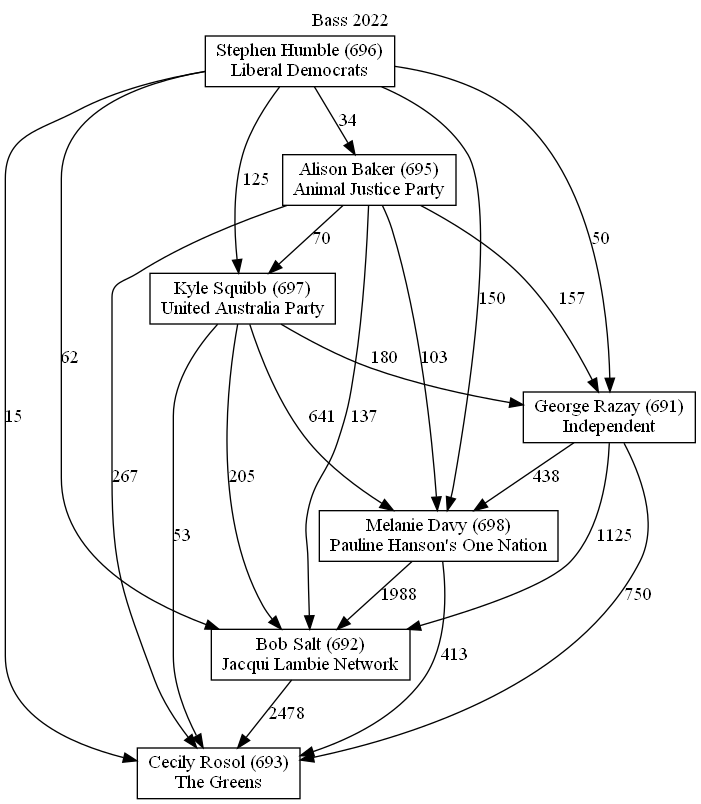 Bass 2022
Stephen Humble (696)
Liberal Democrats
34
Alison Baker (695)
Animal Justice Party
125
70
50
Kyle Squibb (697)
United Australia Party
150
157
15
62
180
103
George Razay (691)
Independent
641
137
267
205
438
Melanie Davy (698)
Pauline Hanson's One Nation
53
1125
1988
750
Bob Salt (692)
Jacqui Lambie Network
413
2478
Cecily Rosol (693)
The Greens